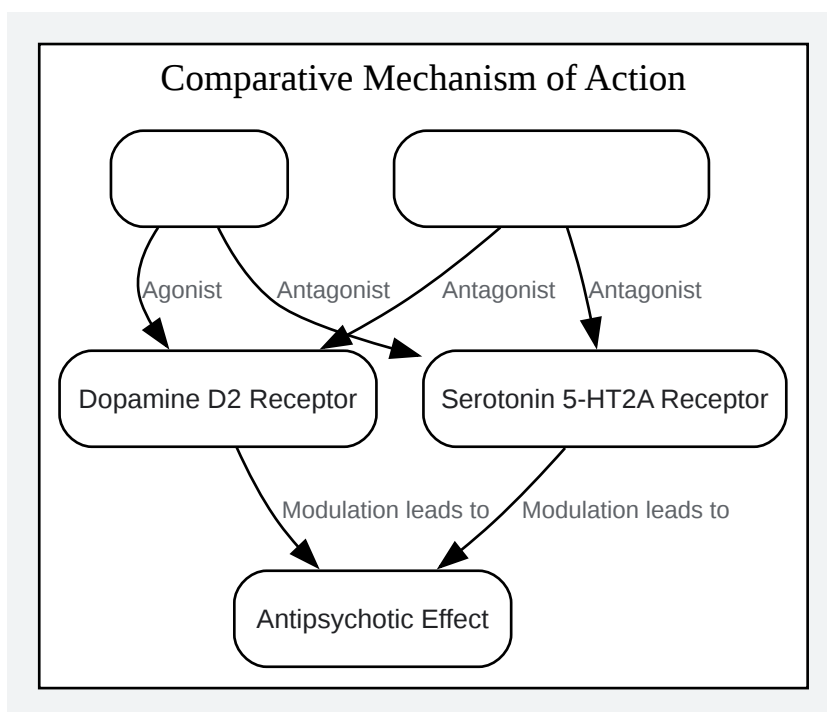 Comparative Mechanism of Action
Agonist
Antagonist
Antagonist
Antagonist
Dopamine D2 Receptor
Serotonin 5-HT2A Receptor
Modulation leads to
Modulation leads to
Antipsychotic Effect